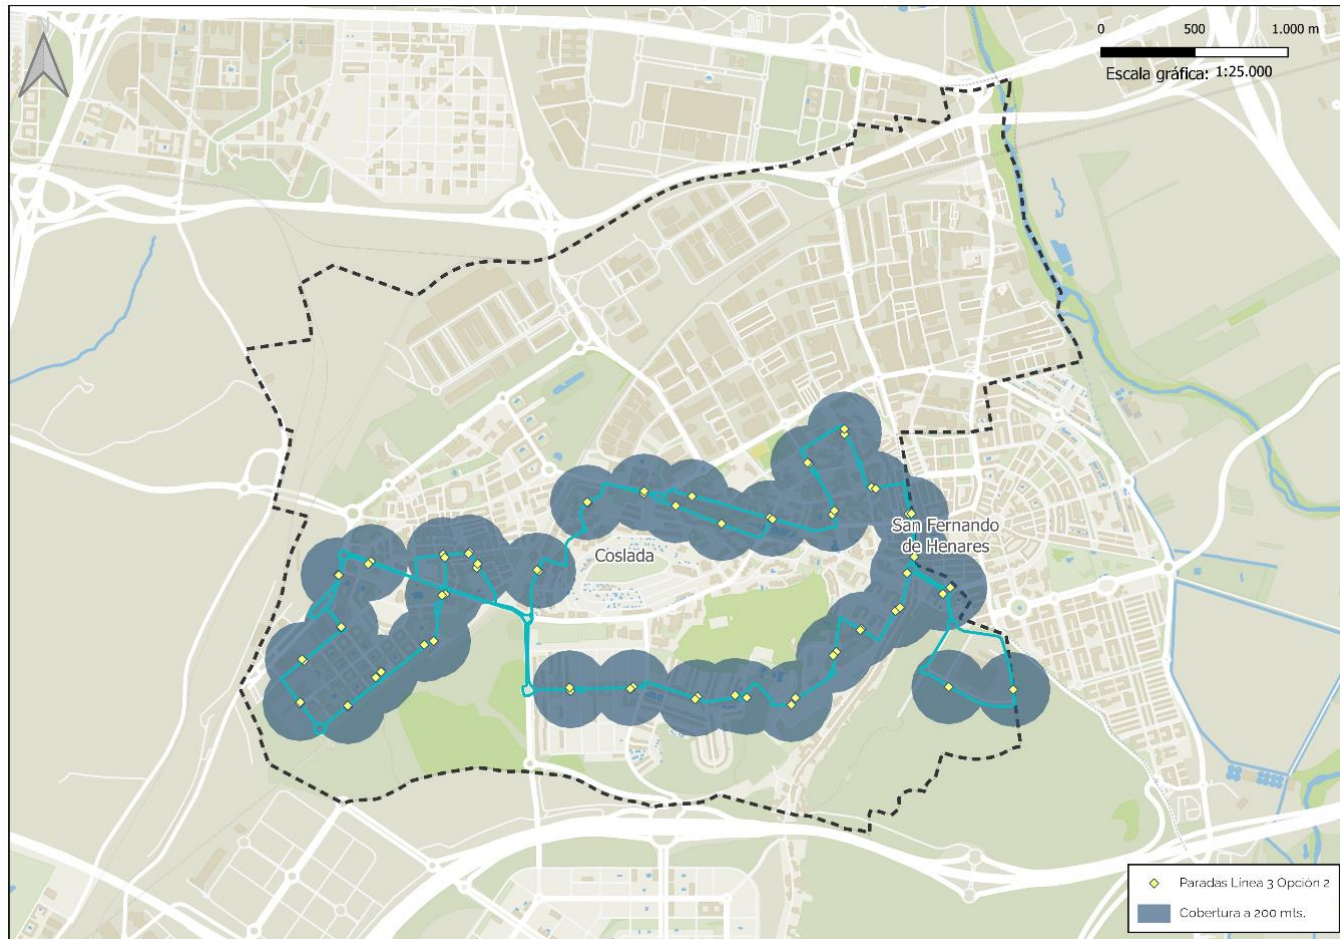 0 500 1.000 m
Escala gráfica: 1:25.000
San Fernando
de Henares
Coslada
Paradas Linea 3 Opción 2
Cobertura a 200 mts.